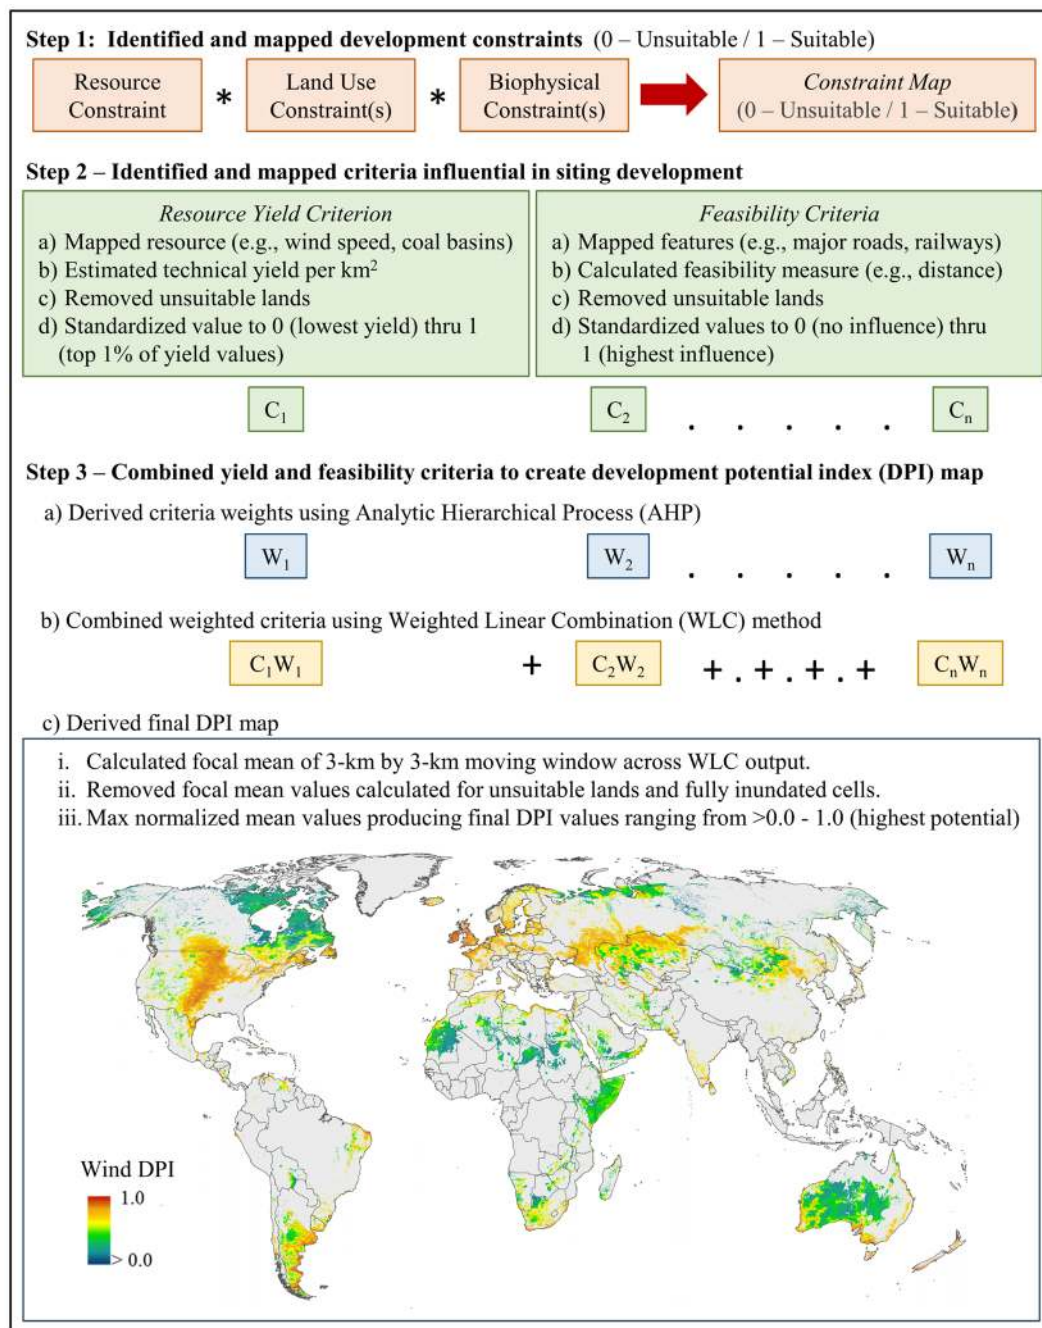 Step 1: Identified and mapped development constraints (0 – Unsuitable / 1 – Suitable)
Resource Constraint * Land Use Constraint(s) * Biophysical Constraint(s) Constraint Map (0 – Unsuitable / 1 – Suitable)
Step 2 – Identified and mapped criteria influential in siting development
Resource Yield Criterion
a) Mapped resource (e.g., wind speed, coal basins)
b) Estimated technical yield per km²
c) Removed unsuitable lands
d) Standardized value to 0 (lowest yield) thru 1
(top 1% of yield values)
Feasibility Criteria
a) Mapped features (e.g., major roads, railways)
b) Calculated feasibility measure (e.g., distance)
c) Removed unsuitable lands
d) Standardized values to 0 (no influence) thru
1 (highest influence)
C₁ C₂ . . . . . Cₙ
Step 3 – Combined yield and feasibility criteria to create development potential index (DPI) map
a) Derived criteria weights using Analytic Hierarchical Process (AHP)
W₁ W₂ . . . . . Wₙ
b) Combined weighted criteria using Weighted Linear Combination (WLC) method
C₁W₁ + C₂W₂ + . + . + . + CₙWₙ
c) Derived final DPI map
i. Calculated focal mean of 3-km by 3-km moving window across WLC output.
ii. Removed focal mean values calculated for unsuitable lands and fully inundated cells.
iii. Max normalized mean values producing final DPI values ranging from >0.0 - 1.0 (highest potential)
Wind DPI
1.0
> 0.0